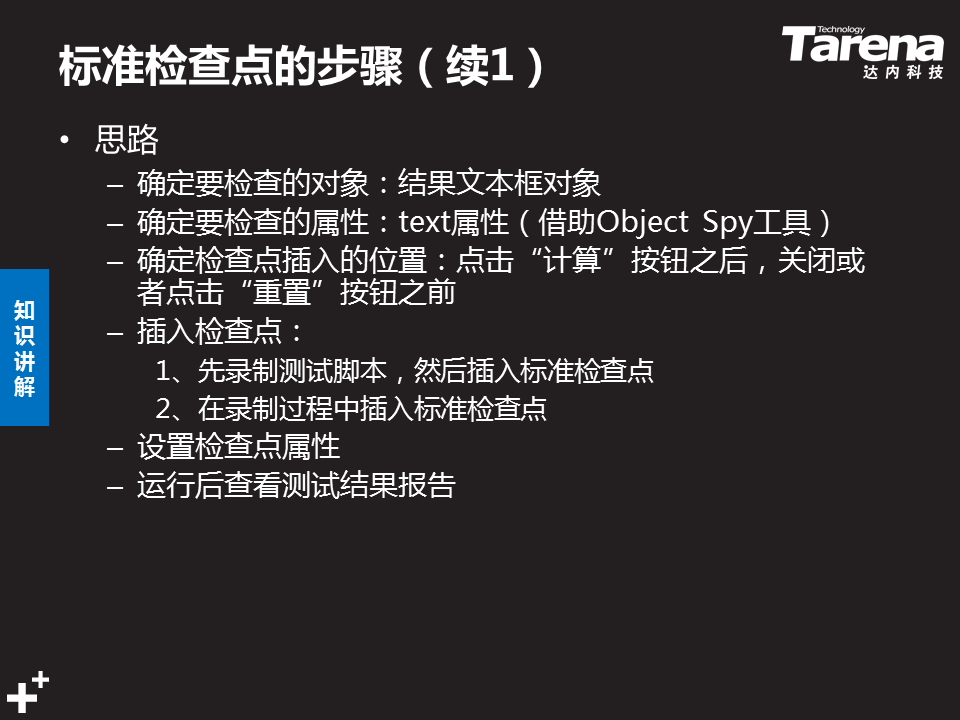 标准检查点的步骤（续1）
Technology
Tarena
达内科技
• 思路
– 确定要检查的对象：结果文本框对象
– 确定要检查的属性：text属性（借助Object Spy工具）
– 确定检查点插入的位置：点击“计算”按钮之后，关闭或
者点击“重置”按钮之前
– 插入检查点：
1、先录制测试脚本，然后插入标准检查点
2、在录制过程中插入标准检查点
– 设置检查点属性
– 运行后查看测试结果报告
知
识
讲
解